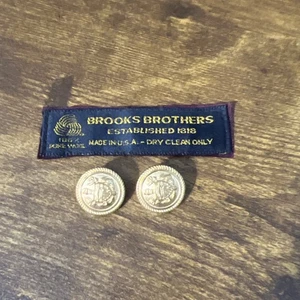 BROOKS BROTHERS
ESTABLISHED 1818
MADE IN U.S.A. - DRY CLEAN ONLY